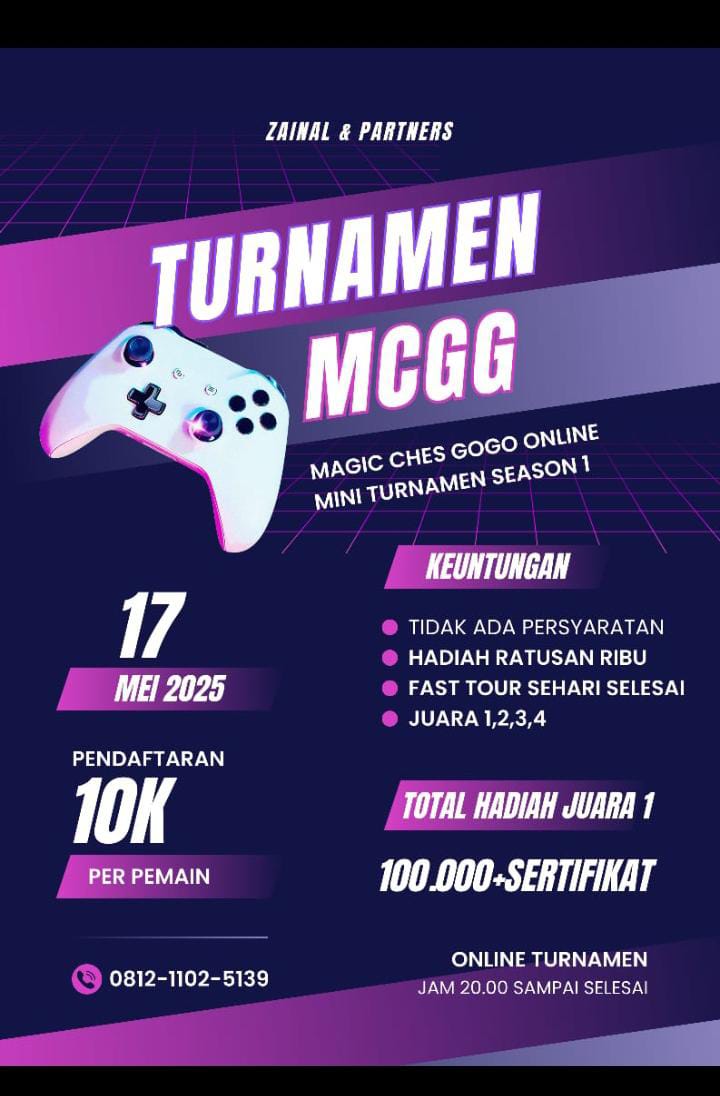 ZAINAL & PARTNERS
TURNAMEN
MCGG
MAGIC CHES GOGO ONLINE
MINI TURNAMEN SEASON 1
17
MEI 2025
PENDAFTARAN
10K
PER PEMAIN
0812-1102-5139
KEUNTUNGAN
TIDAK ADA PERSYARATAN
HADIAH RATUSAN RIBU
FAST TOUR SEHARI SELESAI
JUARA 1,2,3,4
TOTAL HADIAH JUARA 1
100.000+SERTIFIKAT
ONLINE TURNAMEN
JAM 20.00 SAMPAI SELESAI